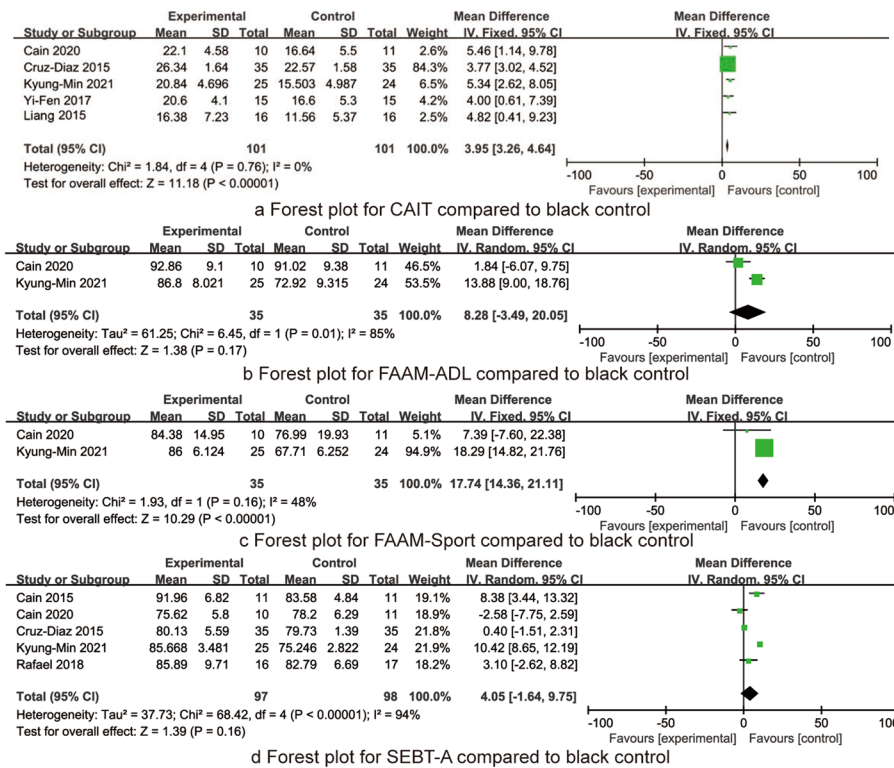 Experimental Control Mean Difference Mean Difference
Study or Subgroup Mean SD Total Mean SD Total Weight IV. Fixed. 95% CI IV. Fixed. 95% CI
Cain 2020 22.1 4.58 10 16.64 5.5 11 2.6% 5.46 [1.14, 9.78]
Cruz-Diaz 2015 26.34 1.64 35 22.57 1.58 35 84.3% 3.77 [3.02, 4.52]
Kyung-Min 2021 20.84 4.696 25 15.503 4.987 24 6.4% 5.34 [2.62, 8.05]
Yi-Fen 2017 20.6 4.1 15 16.6 5.3 15 4.2% 4.00 [0.61, 7.39]
Liang 2015 16.38 7.23 16 11.56 5.37 16 2.5% 4.82 [0.41, 9.23]
Total (95% CI) 101 101 100.0% 3.95 [3.26, 4.64]
Heterogeneity: Chi² = 1.84, df = 4 (P = 0.76); I² = 0%
Test for overall effect: Z = 11.18 (P < 0.00001)
-100 -50 0 50 100
Favours [experimental] Favours [control]
a Forest plot for CAIT compared to black control
Experimental Control Mean Difference Mean Difference
Study or Subgroup Mean SD Total Mean SD Total Weight IV. Random. 95% CI IV. Random. 95% CI
Cain 2020 92.86 9.1 10 91.02 9.38 11 46.5% 1.84 [-6.07, 9.75]
Kyung-Min 2021 86.8 8.021 25 72.92 9.315 24 53.5% 13.88 [9.00, 18.76]
Total (95% CI) 35 35 100.0% 8.28 [-3.49, 20.05]
Heterogeneity: Tau² = 61.25; Chi² = 6.45, df = 1 (P = 0.01); I² = 85%
Test for overall effect: Z = 1.38 (P = 0.17)
-100 -50 0 50 100
Favours [experimental] Favours [control]
b Forest plot for FAAM-ADL compared to black control
Experimental Control Mean Difference Mean Difference
Study or Subgroup Mean SD Total Mean SD Total Weight IV. Fixed. 95% CI IV. Fixed. 95% CI
Cain 2020 84.38 14.95 10 76.99 19.93 11 5.1% 7.39 [-7.60, 22.38]
Kyung-Min 2021 86 6.124 25 67.71 6.252 24 94.9% 18.29 [14.82, 21.76]
Total (95% CI) 35 35 100.0% 17.74 [14.36, 21.11]
Heterogeneity: Chi² = 1.93, df = 1 (P = 0.16); I² = 48%
Test for overall effect: Z = 10.29 (P < 0.00001)
-100 -50 0 50 100
Favours [experimental] Favours [control]
c Forest plot for FAAM-Sport compared to black control
Experimental Control Mean Difference Mean Difference
Study or Subgroup Mean SD Total Mean SD Total Weight IV. Random. 95% CI IV. Random. 95% CI
Cain 2015 91.96 6.82 11 83.58 4.84 11 19.1% 8.38 [3.44, 13.32]
Cain 2020 75.62 5.8 10 78.2 6.29 11 18.9% -2.58 [-7.75, 2.59]
Cruz-Diaz 2015 80.13 5.59 35 79.73 1.39 35 21.8% 0.40 [-1.51, 2.31]
Kyung-Min 2021 85.668 3.481 25 75.246 2.822 24 21.9% 10.42 [8.65, 12.19]
Rafael 2018 85.89 9.71 16 82.79 6.69 17 18.2% 3.10 [-2.62, 8.82]
Total (95% CI) 97 98 100.0% 4.05 [-1.64, 9.75]
Heterogeneity: Tau² = 37.73; Chi² = 68.42, df = 4 (P < 0.00001); I² = 94%
Test for overall effect: Z = 1.39 (P = 0.16)
-100 -50 0 50 100
Favours [experimental] Favours [control]
d Forest plot for SEBT-A compared to black control